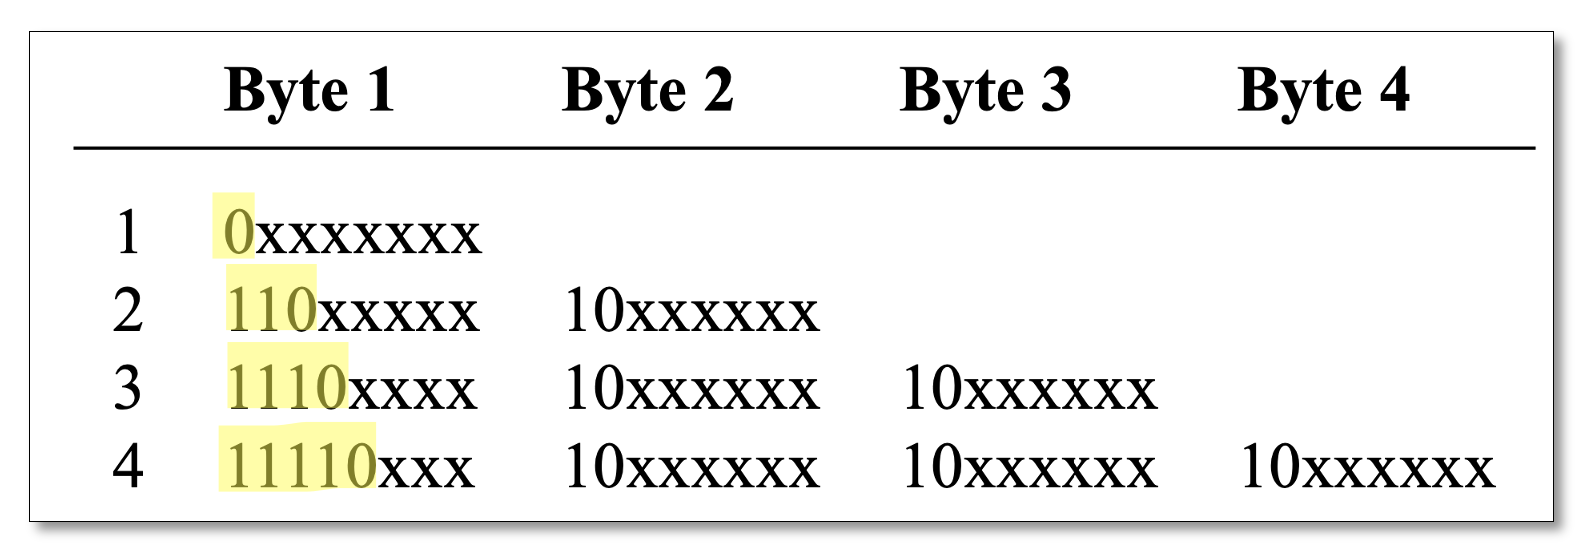 Byte 1 Byte 2 Byte 3 Byte 4
1 0xxxxxxx
2 110xxxxx 10xxxxxx
3 1110xxxx 10xxxxxx 10xxxxxx
4 11110xxx 10xxxxxx 10xxxxxx 10xxxxxx